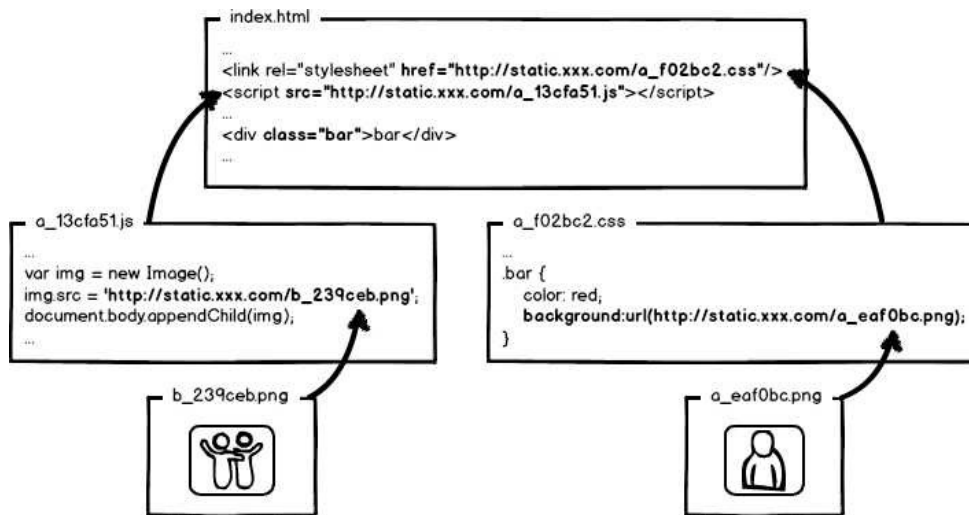 index.html
...
<link rel="stylesheet" href="http://static.xxx.com/a_f02bc2.css"/>
<script src="http://static.xxx.com/a_13cfa51.js"></script>
...
<div class="bar">bar</div>
...
a_13cfa51.js
...
var img = new Image();
img.src = 'http://static.xxx.com/b_239ceb.png';
document.body.appendChild(img);
...
a_f02bc2.css
...
.bar {
color: red;
background:url(http://static.xxx.com/a_eaf0bc.png);
}
b_239ceb.png
a_eaf0bc.png